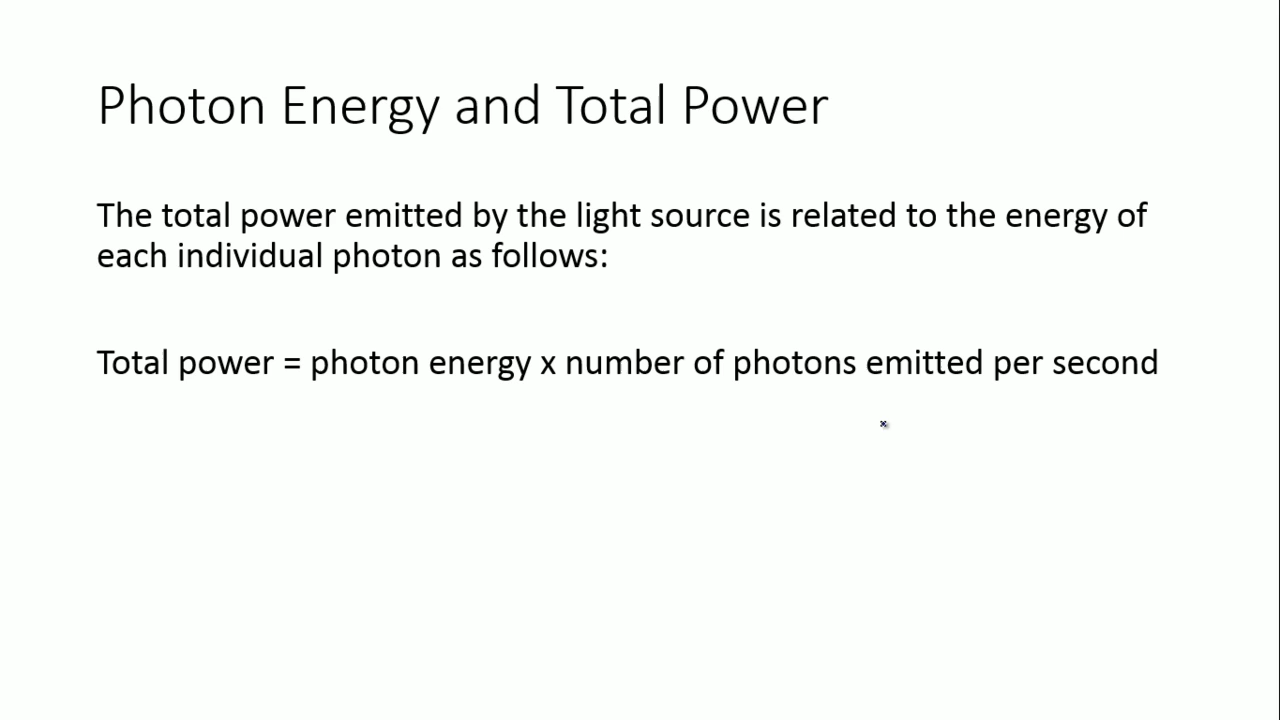 Photon Energy and Total Power
The total power emitted by the light source is related to the energy of
each individual photon as follows:
Total power = photon energy x number of photons emitted per second